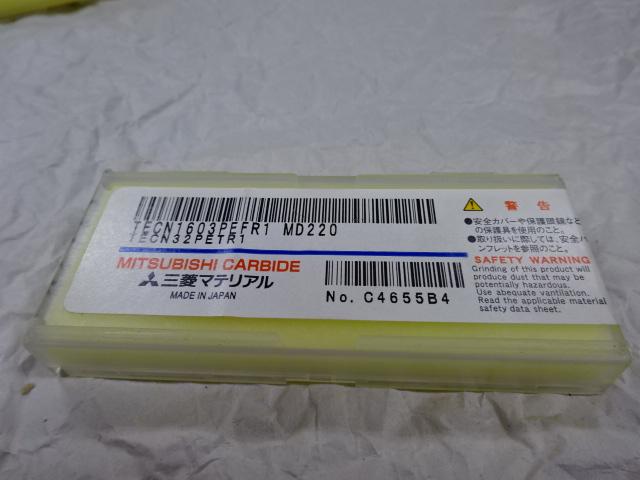 TECN1603PEFR1 MD220
TECN32PETR1
MITSUBISHI CARBIDE
三菱マテリアル
MADE IN JAPAN
No. C4655B4
警告
●安全カバーや保護眼鏡など
の保護具を使用のこと。
●取り扱いに際しては、安全
ンフレットを参照のこと。
SAFETY WARNING
Grinding of this product will
produce dust that may be
potentially hazardous.
Use adequate vantilation.
Read the applicable material
safety data sheet.